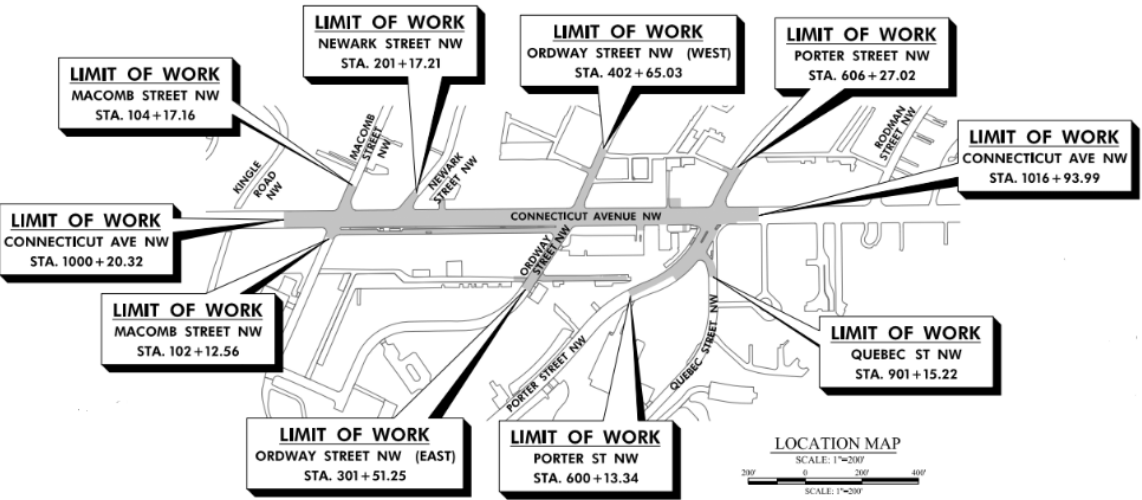 LIMIT OF WORK
NEWARK STREET NW
STA. 201+17.21
LIMIT OF WORK
ORDWAY STREET NW (WEST)
STA. 402+65.03
LIMIT OF WORK
PORTER STREET NW
STA. 606+27.02
LIMIT OF WORK
MACOMB STREET NW
STA. 104+17.16
LIMIT OF WORK
CONNECTICUT AVE NW
STA. 1016+93.99
KINGLE
ROAD
NW
MACOMB
STREET
NW
NEWARK
STREET NW
RODMAN
STREET NW
CONNECTICUT AVENUE NW
LIMIT OF WORK
CONNECTICUT AVE NW
STA. 1000+20.32
ORDWAY
STREET NW
LIMIT OF WORK
MACOMB STREET NW
STA. 102+12.56
PORTER STREET NW
QUEBEC STREET NW
LIMIT OF WORK
QUEBEC ST NW
STA. 901+15.22
LIMIT OF WORK
ORDWAY STREET NW (EAST)
STA. 301+51.25
LIMIT OF WORK
PORTER ST NW
STA. 600+13.34
LOCATION MAP
SCALE: 1"=200'
200' 0 200' 400'
SCALE: 1"=200'